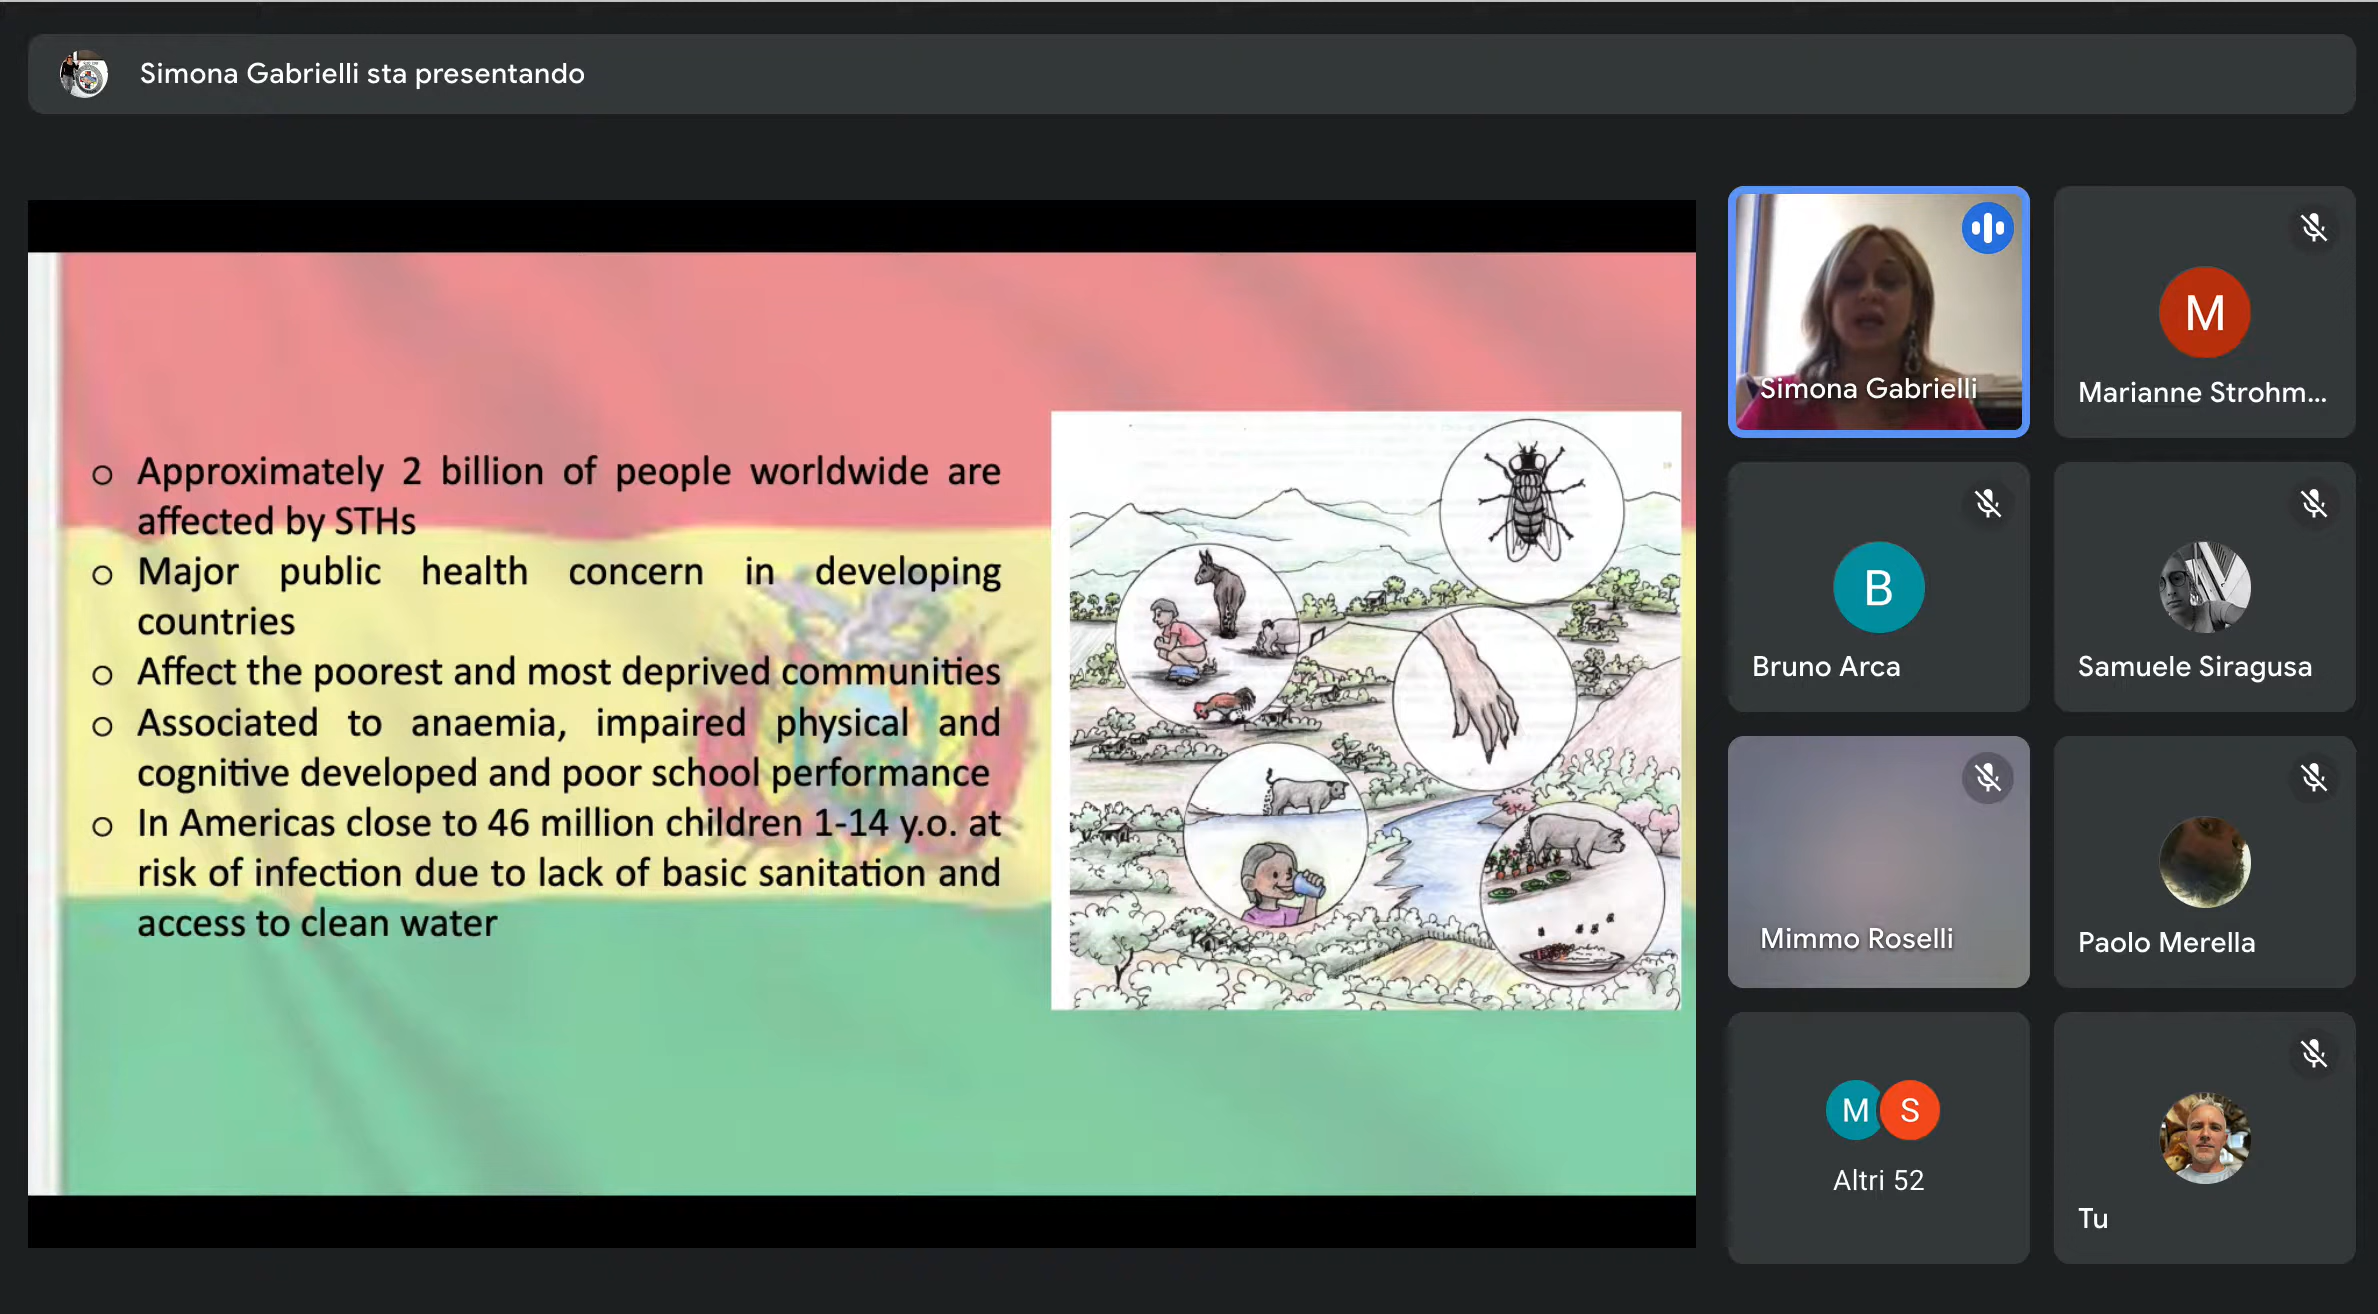 Simona Gabrielli sta presentando
○ Approximately 2 billion of people worldwide are
affected by STHs
○ Major public health concern in developing
countries
○ Affect the poorest and most deprived communities
○ Associated to anaemia, impaired physical and
cognitive developed and poor school performance
○ In Americas close to 46 million children 1-14 y.o. at
risk of infection due to lack of basic sanitation and
access to clean water
Simona Gabrielli
M
Marianne Strohm...
B
Bruno Arca
Samuele Siragusa
Mimmo Roselli
Paolo Merella
M S
Altri 52
Tu